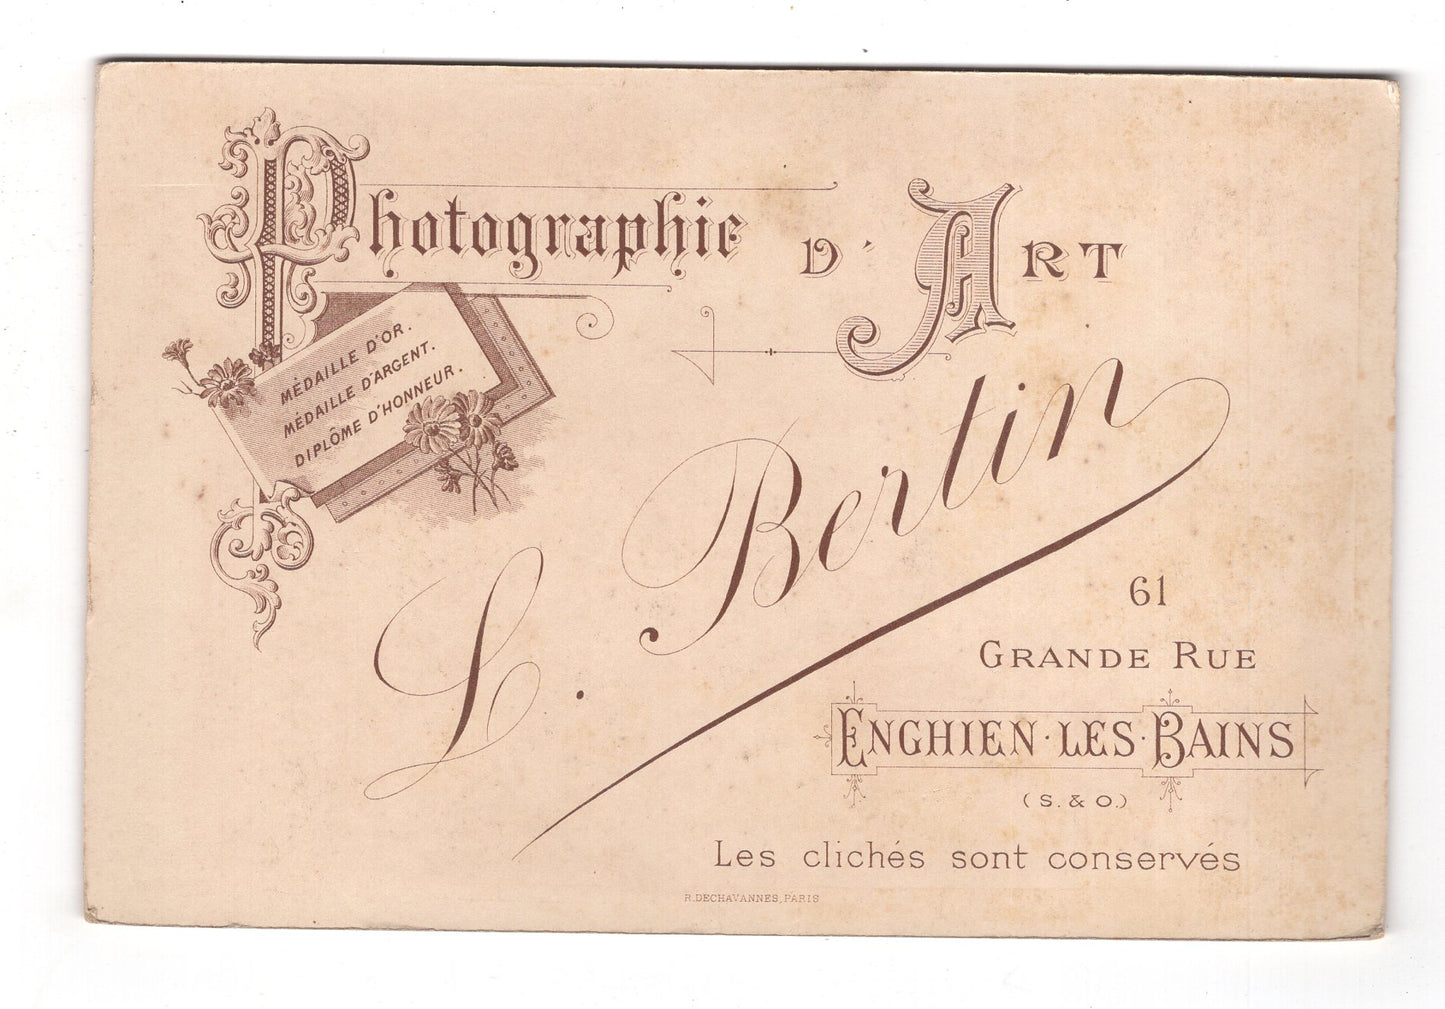 Photographie D'Art
MÉDAILLE D'OR.
MÉDAILLE D'ARGENT.
DIPLÔME D'HONNEUR.
L. Bertin
61
GRANDE RUE
ENGHIEN·LES·BAINS
(S. & O.)
Les clichés sont conservés
R. DECHAVANNES, PARIS